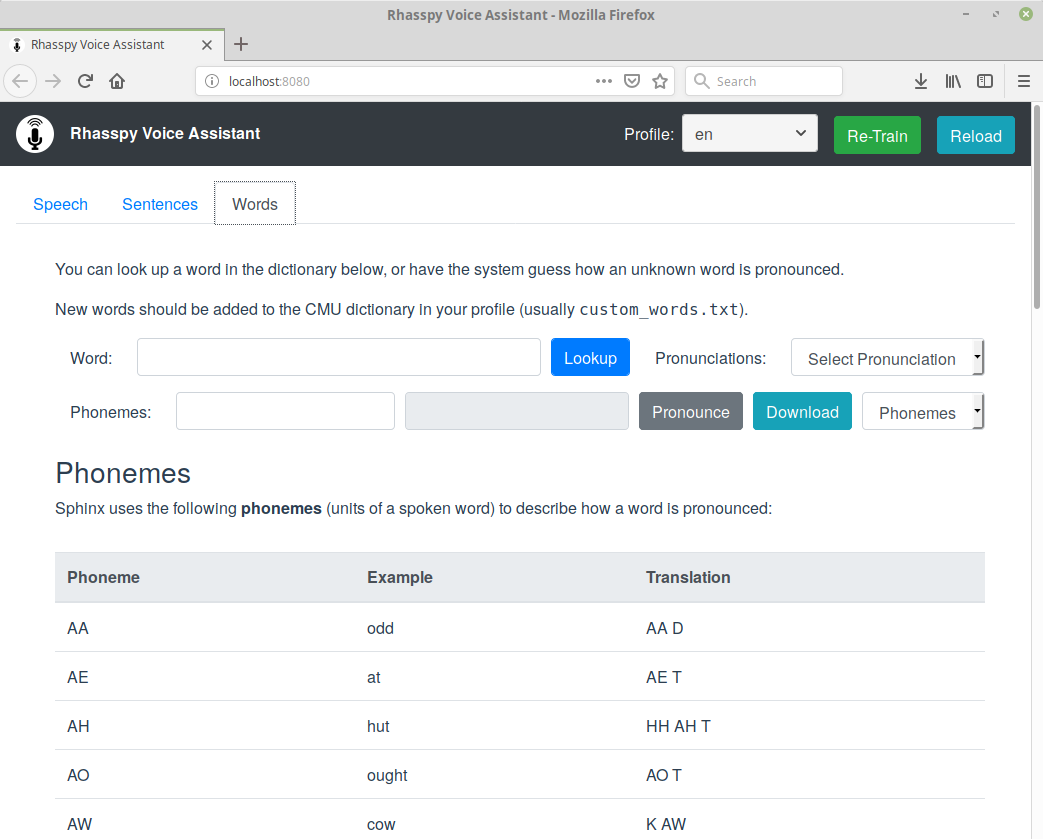 Rhasspy Voice Assistant - Mozilla Firefox
Rhasspy Voice Assistant
localhost:8080
Search
Rhasspy Voice Assistant
Profile: en Re-Train Reload
Speech Sentences Words
You can look up a word in the dictionary below, or have the system guess how an unknown word is pronounced.
New words should be added to the CMU dictionary in your profile (usually custom_words.txt).
Word: Lookup Pronunciations: Select Pronunciation
Phonemes: Pronounce Download Phonemes
Phonemes
Sphinx uses the following phonemes (units of a spoken word) to describe how a word is pronounced:
Phoneme Example Translation
AA odd AA D
AE at AE T
AH hut HH AH T
AO ought AO T
AW cow K AW